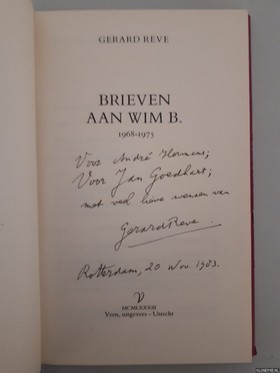 GERARD REVE
BRIEVEN
AAN WIM B.
1968-1975
Voor André Hermens;
Voor Jan Goedhart;
met veel lieve wensen van
Gerard Reve.
Rotterdam, 20 Nov. 1983.
V
MCMLXXXIII
Veen, uitgevers – Utrecht